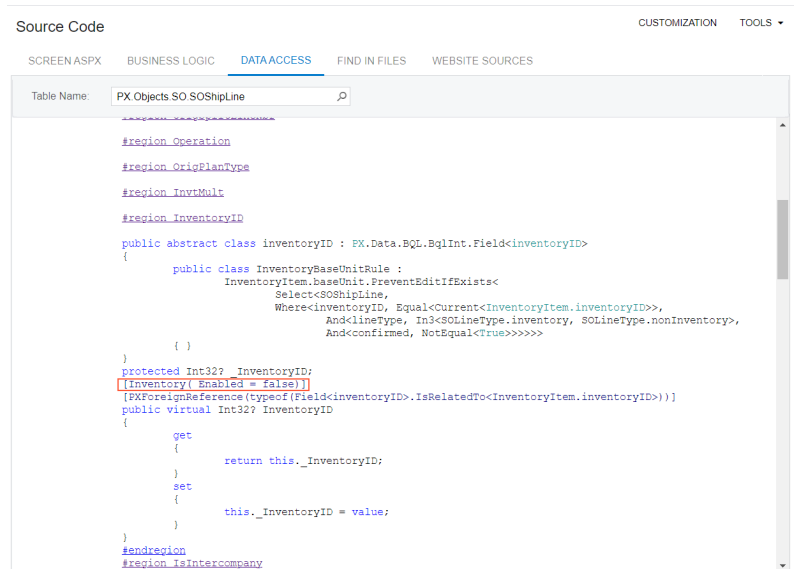 Source Code
CUSTOMIZATION TOOLS
SCREEN ASPX BUSINESS LOGIC DATA ACCESS FIND IN FILES WEBSITE SOURCES
Table Name: PX.Objects.SO.SOShipLine
#region Operation
#region OrigPlanType
#region InvtMult
#region InventoryID
public abstract class inventoryID : PX.Data.BQL.BqlInt.Field<inventoryID>
{
public class InventoryBaseUnitRule :
InventoryItem.baseUnit.PreventEditIfExists<
Select<SOShipLine,
Where<inventoryID, Equal<Current<InventoryItem.inventoryID>>,
And<lineType, In3<SOLineType.inventory, SOLineType.nonInventory>,
And<confirmed, NotEqual<True>>>>>>
{ }
}
protected Int32? _InventoryID;
[Inventory( Enabled = false)]
[PXForeignReference(typeof(Field<inventoryID>.IsRelatedTo<InventoryItem.inventoryID>))]
public virtual Int32? InventoryID
{
get
{
return this._InventoryID;
}
set
{
this._InventoryID = value;
}
}
#endregion
#region IsIntercompany